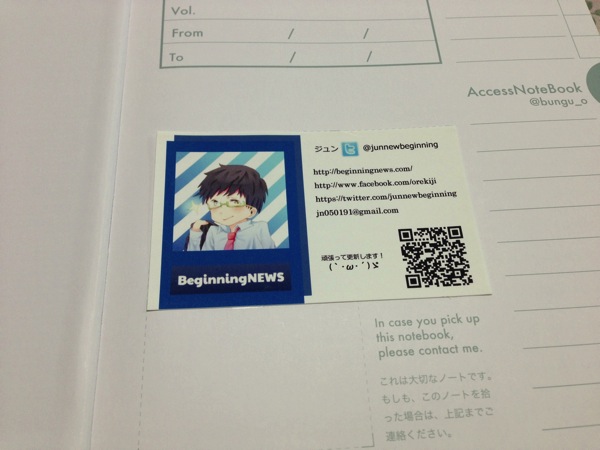 Vol.
From / /
To / /
AccessNoteBook
@bungu_o
ジュン @junnewbeginning
http://beginningnews.com/
http://www.facebook.com/orekiji
https://twitter.com/junnewbeginning
jn050191@gmail.com
頑張って更新します!
(｀･ω･´)ゞ
BeginningNEWS
In case you pick up
this notebook,
please contact me.
これは大切なノートです。
もしも、このノートを拾
った場合は、上記までご
連絡ください。